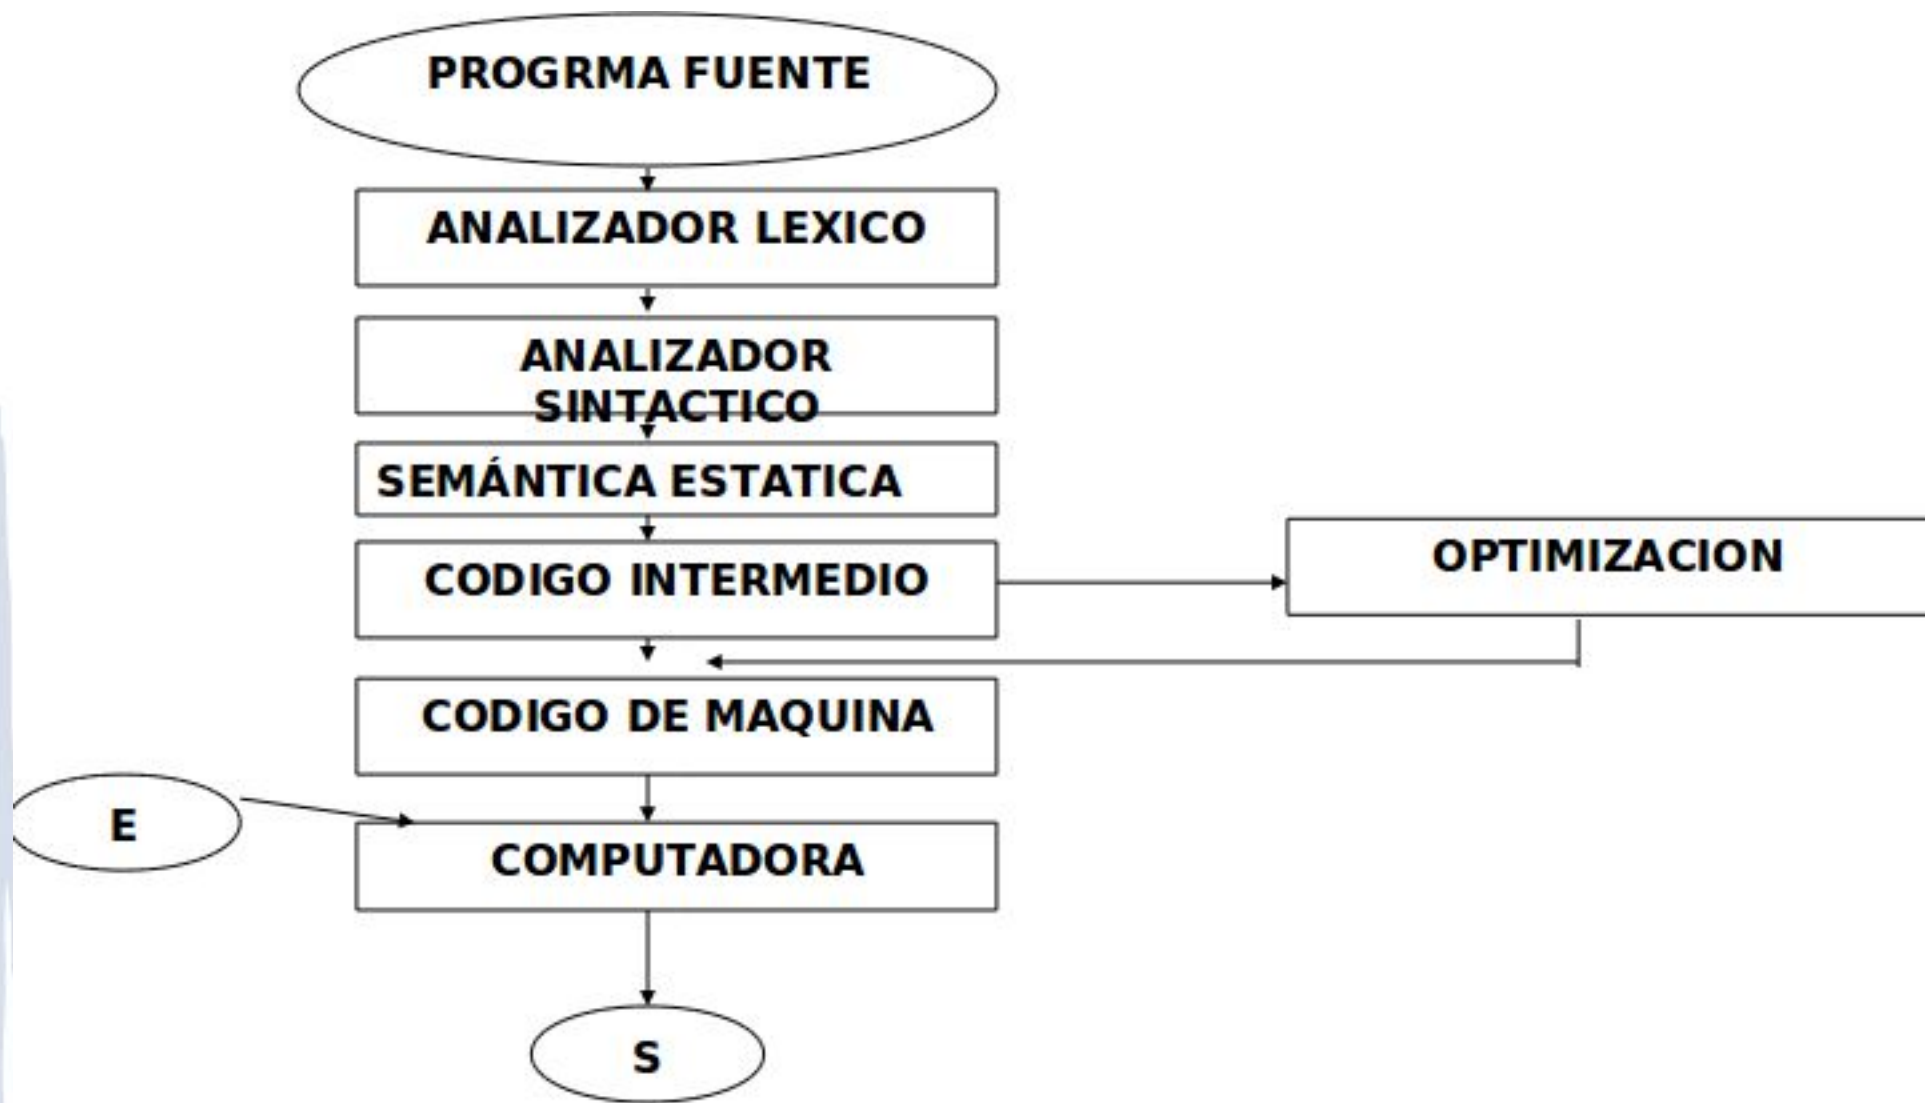 PROGRMA FUENTE
ANALIZADOR LEXICO
ANALIZADOR
SINTACTICO
SEMÁNTICA ESTATICA
CODIGO INTERMEDIO
OPTIMIZACION
CODIGO DE MAQUINA
E
COMPUTADORA
S